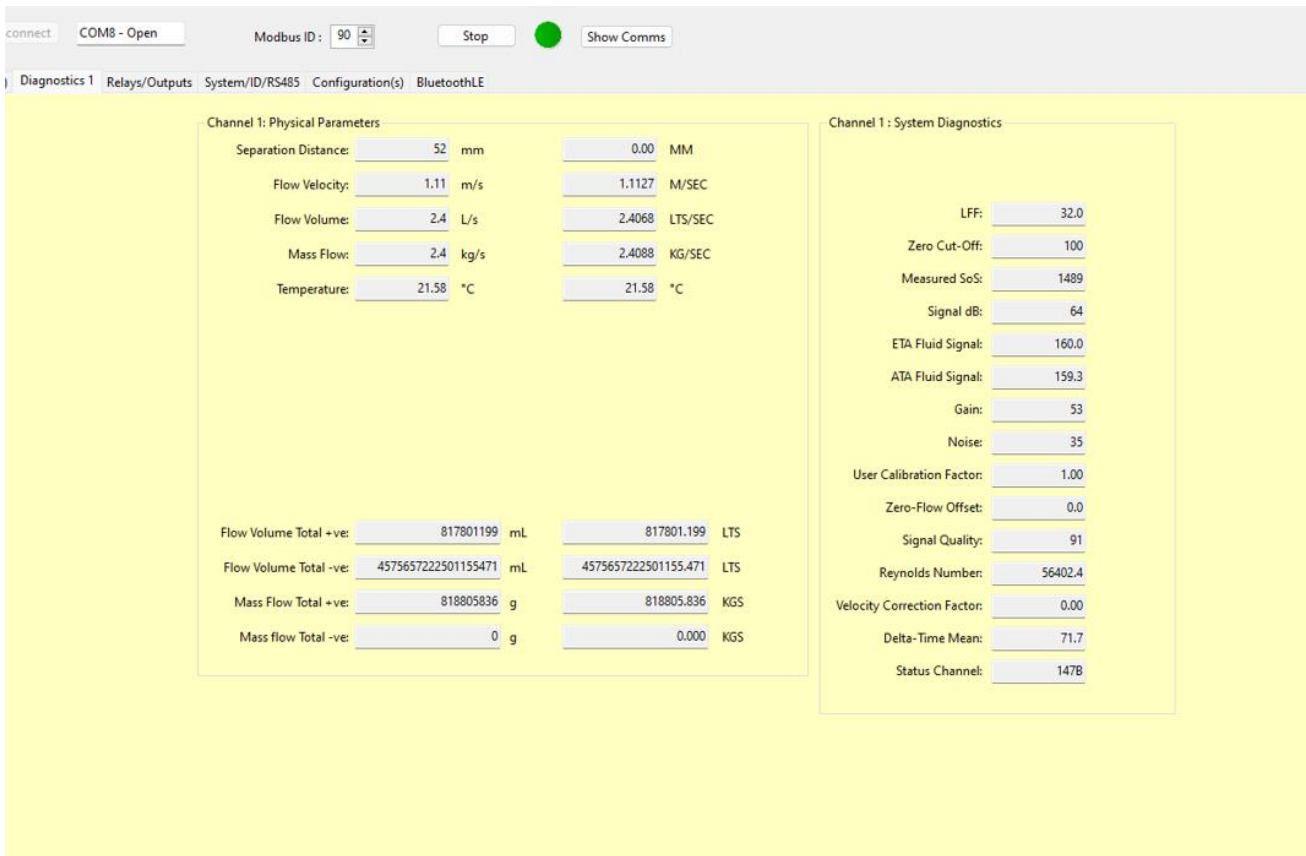 connect COM8 - Open Modbus ID : 90 Stop Show Comms
) Diagnostics 1 Relays/Outputs System/ID/RS485 Configuration(s) BluetoothLE
Channel 1: Physical Parameters
Separation Distance: 52 mm 0.00 MM
Flow Velocity: 1.11 m/s 1.1127 M/SEC
Flow Volume: 2.4 L/s 2.4068 LTS/SEC
Mass Flow: 2.4 kg/s 2.4088 KG/SEC
Temperature: 21.58 °C 21.58 °C
Flow Volume Total +ve: 817801199 mL 817801.199 LTS
Flow Volume Total -ve: 4575657222501155471 mL 4575657222501155.471 LTS
Mass Flow Total +ve: 818805836 g 818805.836 KGS
Mass flow Total -ve: 0 g 0.000 KGS
Channel 1 : System Diagnostics
LFF: 32.0
Zero Cut-Off: 100
Measured SoS: 1489
Signal dB: 64
ETA Fluid Signal: 160.0
ATA Fluid Signal: 159.3
Gain: 53
Noise: 35
User Calibration Factor: 1.00
Zero-Flow Offset: 0.0
Signal Quality: 91
Reynolds Number: 56402.4
Velocity Correction Factor: 0.00
Delta-Time Mean: 71.7
Status Channel: 147B